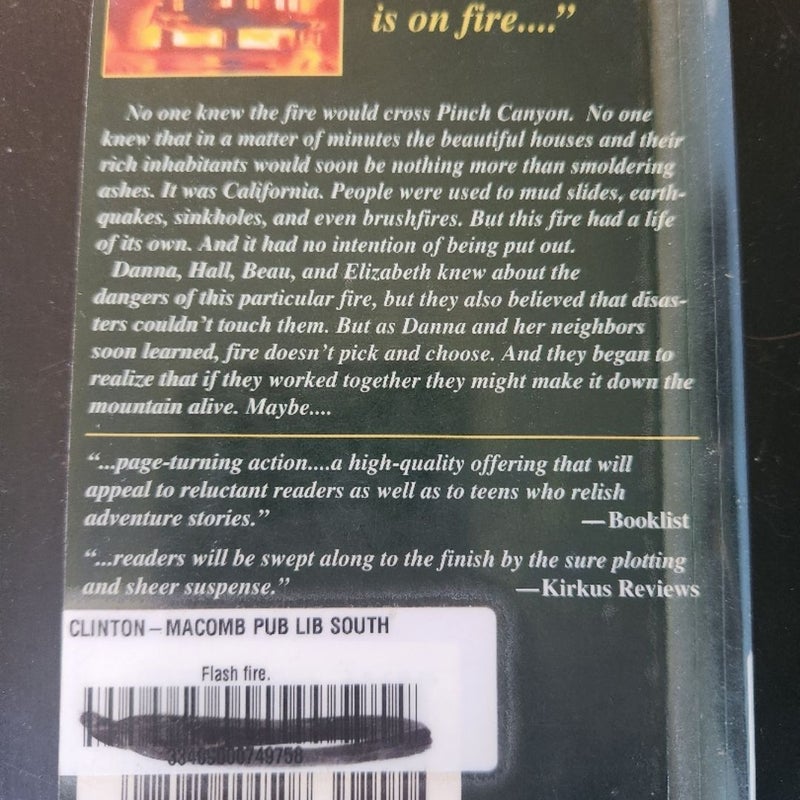 is on fire....”
No one knew the fire would cross Pinch Canyon. No one
knew that in a matter of minutes the beautiful houses and their
rich inhabitants would soon be nothing more than smoldering
ashes. It was California. People were used to mud slides, earth-
quakes, sinkholes, and even brushfires. But this fire had a life
of its own. And it had no intention of being put out.
Danna, Hall, Beau, and Elizabeth knew about the
dangers of this particular fire, but they also believed that disas-
ters couldn't touch them. But as Danna and her neighbors
soon learned, fire doesn't pick and choose. And they began to
realize that if they worked together they might make it down the
mountain alive. Maybe....
“...page-turning action....a high-quality offering that will
appeal to reluctant readers as well as to teens who relish
adventure stories.” —Booklist
“...readers will be swept along to the finish by the sure plotting
and sheer suspense.” —Kirkus Reviews
CLINTON – MACOMB PUB LIB SOUTH
Flash fire.